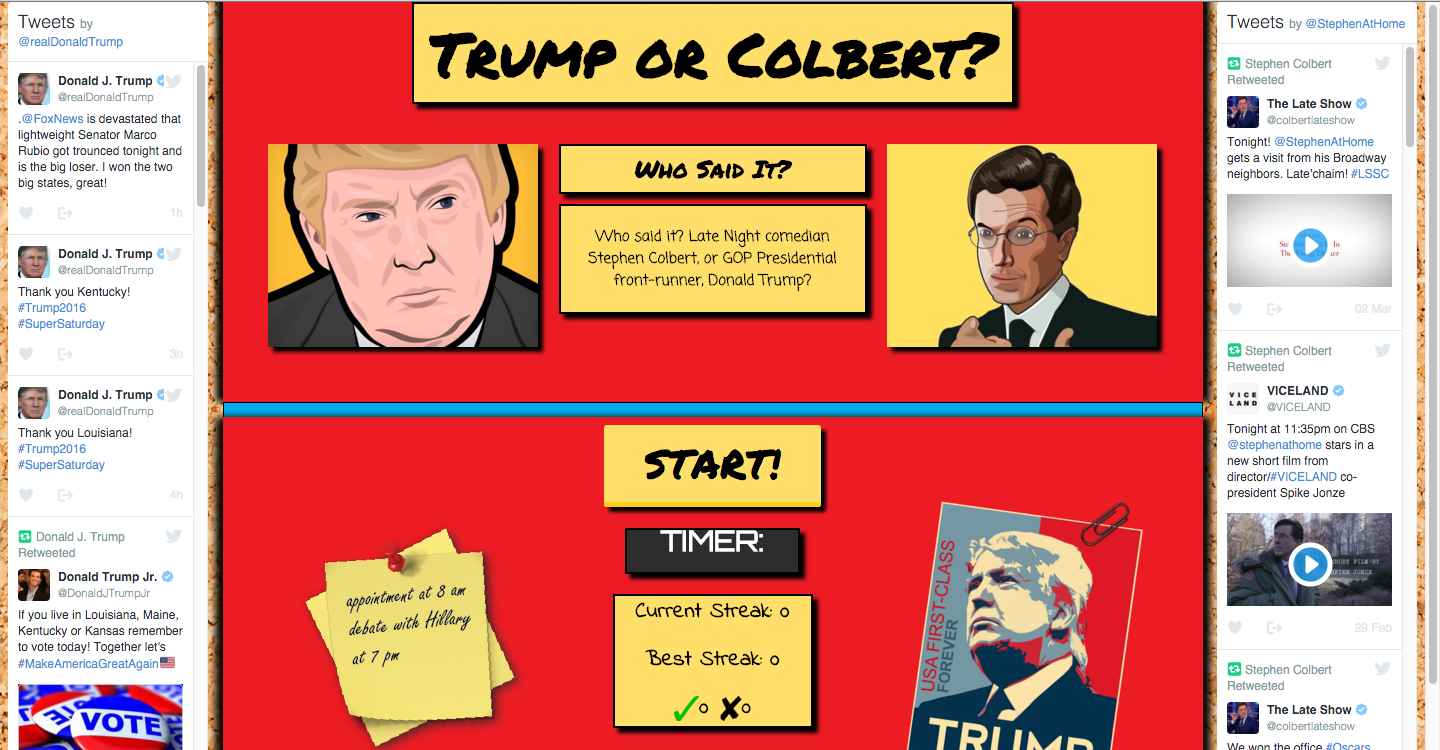 Tweets by
@realDonaldTrump
Donald J. Trump
@realDonaldTrump
.@FoxNews is devastated that
lightweight Senator Marco
Rubio got trounced tonight and
is the big loser. I won the two
big states, great!
1h
Donald J. Trump
@realDonaldTrump
Thank you Kentucky!
#Trump2016
#SuperSaturday
3h
Donald J. Trump
@realDonaldTrump
Thank you Louisiana!
#Trump2016
#SuperSaturday
4h
Donald J. Trump
Retweeted
Donald Trump Jr.
@DonaldJTrumpJr
If you live in Louisiana, Maine,
Kentucky or Kansas remember
to vote today! Together let's
#MakeAmericaGreatAgain
VOTE
Trump or Colbert?
Who Said It?
Who said it? Late Night comedian
Stephen Colbert, or GOP Presidential
front-runner, Donald Trump?
START!
TIMER:
Current Streak: 0
Best Streak: 0
0 0
appointment at 8 am
debate with Hillary
at 7 pm
USA FIRST-CLASS
FOREVER
TRUMP
Tweets by @StephenAtHome
Stephen Colbert
Retweeted
The Late Show
@colbertlateshow
Tonight! @StephenAtHome
gets a visit from his Broadway
neighbors. Late'chaim! #LSSC
02 Mar
Stephen Colbert
Retweeted
VICE
LAND
VICELAND
@VICELAND
Tonight at 11:35pm on CBS
@stephenathome stars in a
new short film from
director/#VICELAND co-
president Spike Jonze
SHORT FILM BY
SPIKE JONZE
29 Feb
Stephen Colbert
Retweeted
The Late Show
@colbertlateshow
We won the office #Oscars